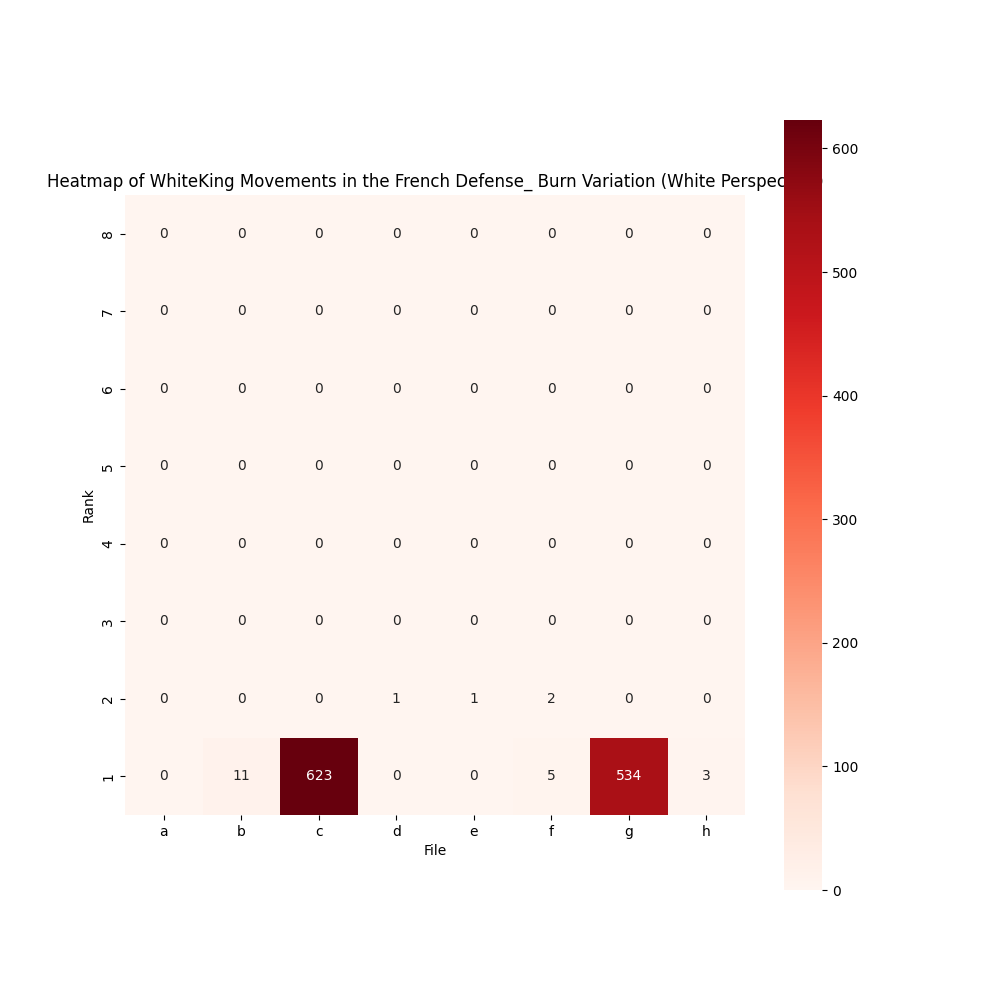 Heatmap of WhiteKing Movements in the French Defense_ Burn Variation (White Perspec
600
8 0 0 0 0 0 0 0 0
7 0 0 0 0 0 0 0 0
500
6 0 0 0 0 0 0 0 0
400
5 0 0 0 0 0 0 0 0
Rank
300
4 0 0 0 0 0 0 0 0
3 0 0 0 0 0 0 0 0
200
2 0 0 0 1 1 2 0 0
100
1 0 11 623 0 0 5 534 3
a b c d e f g h
File
0